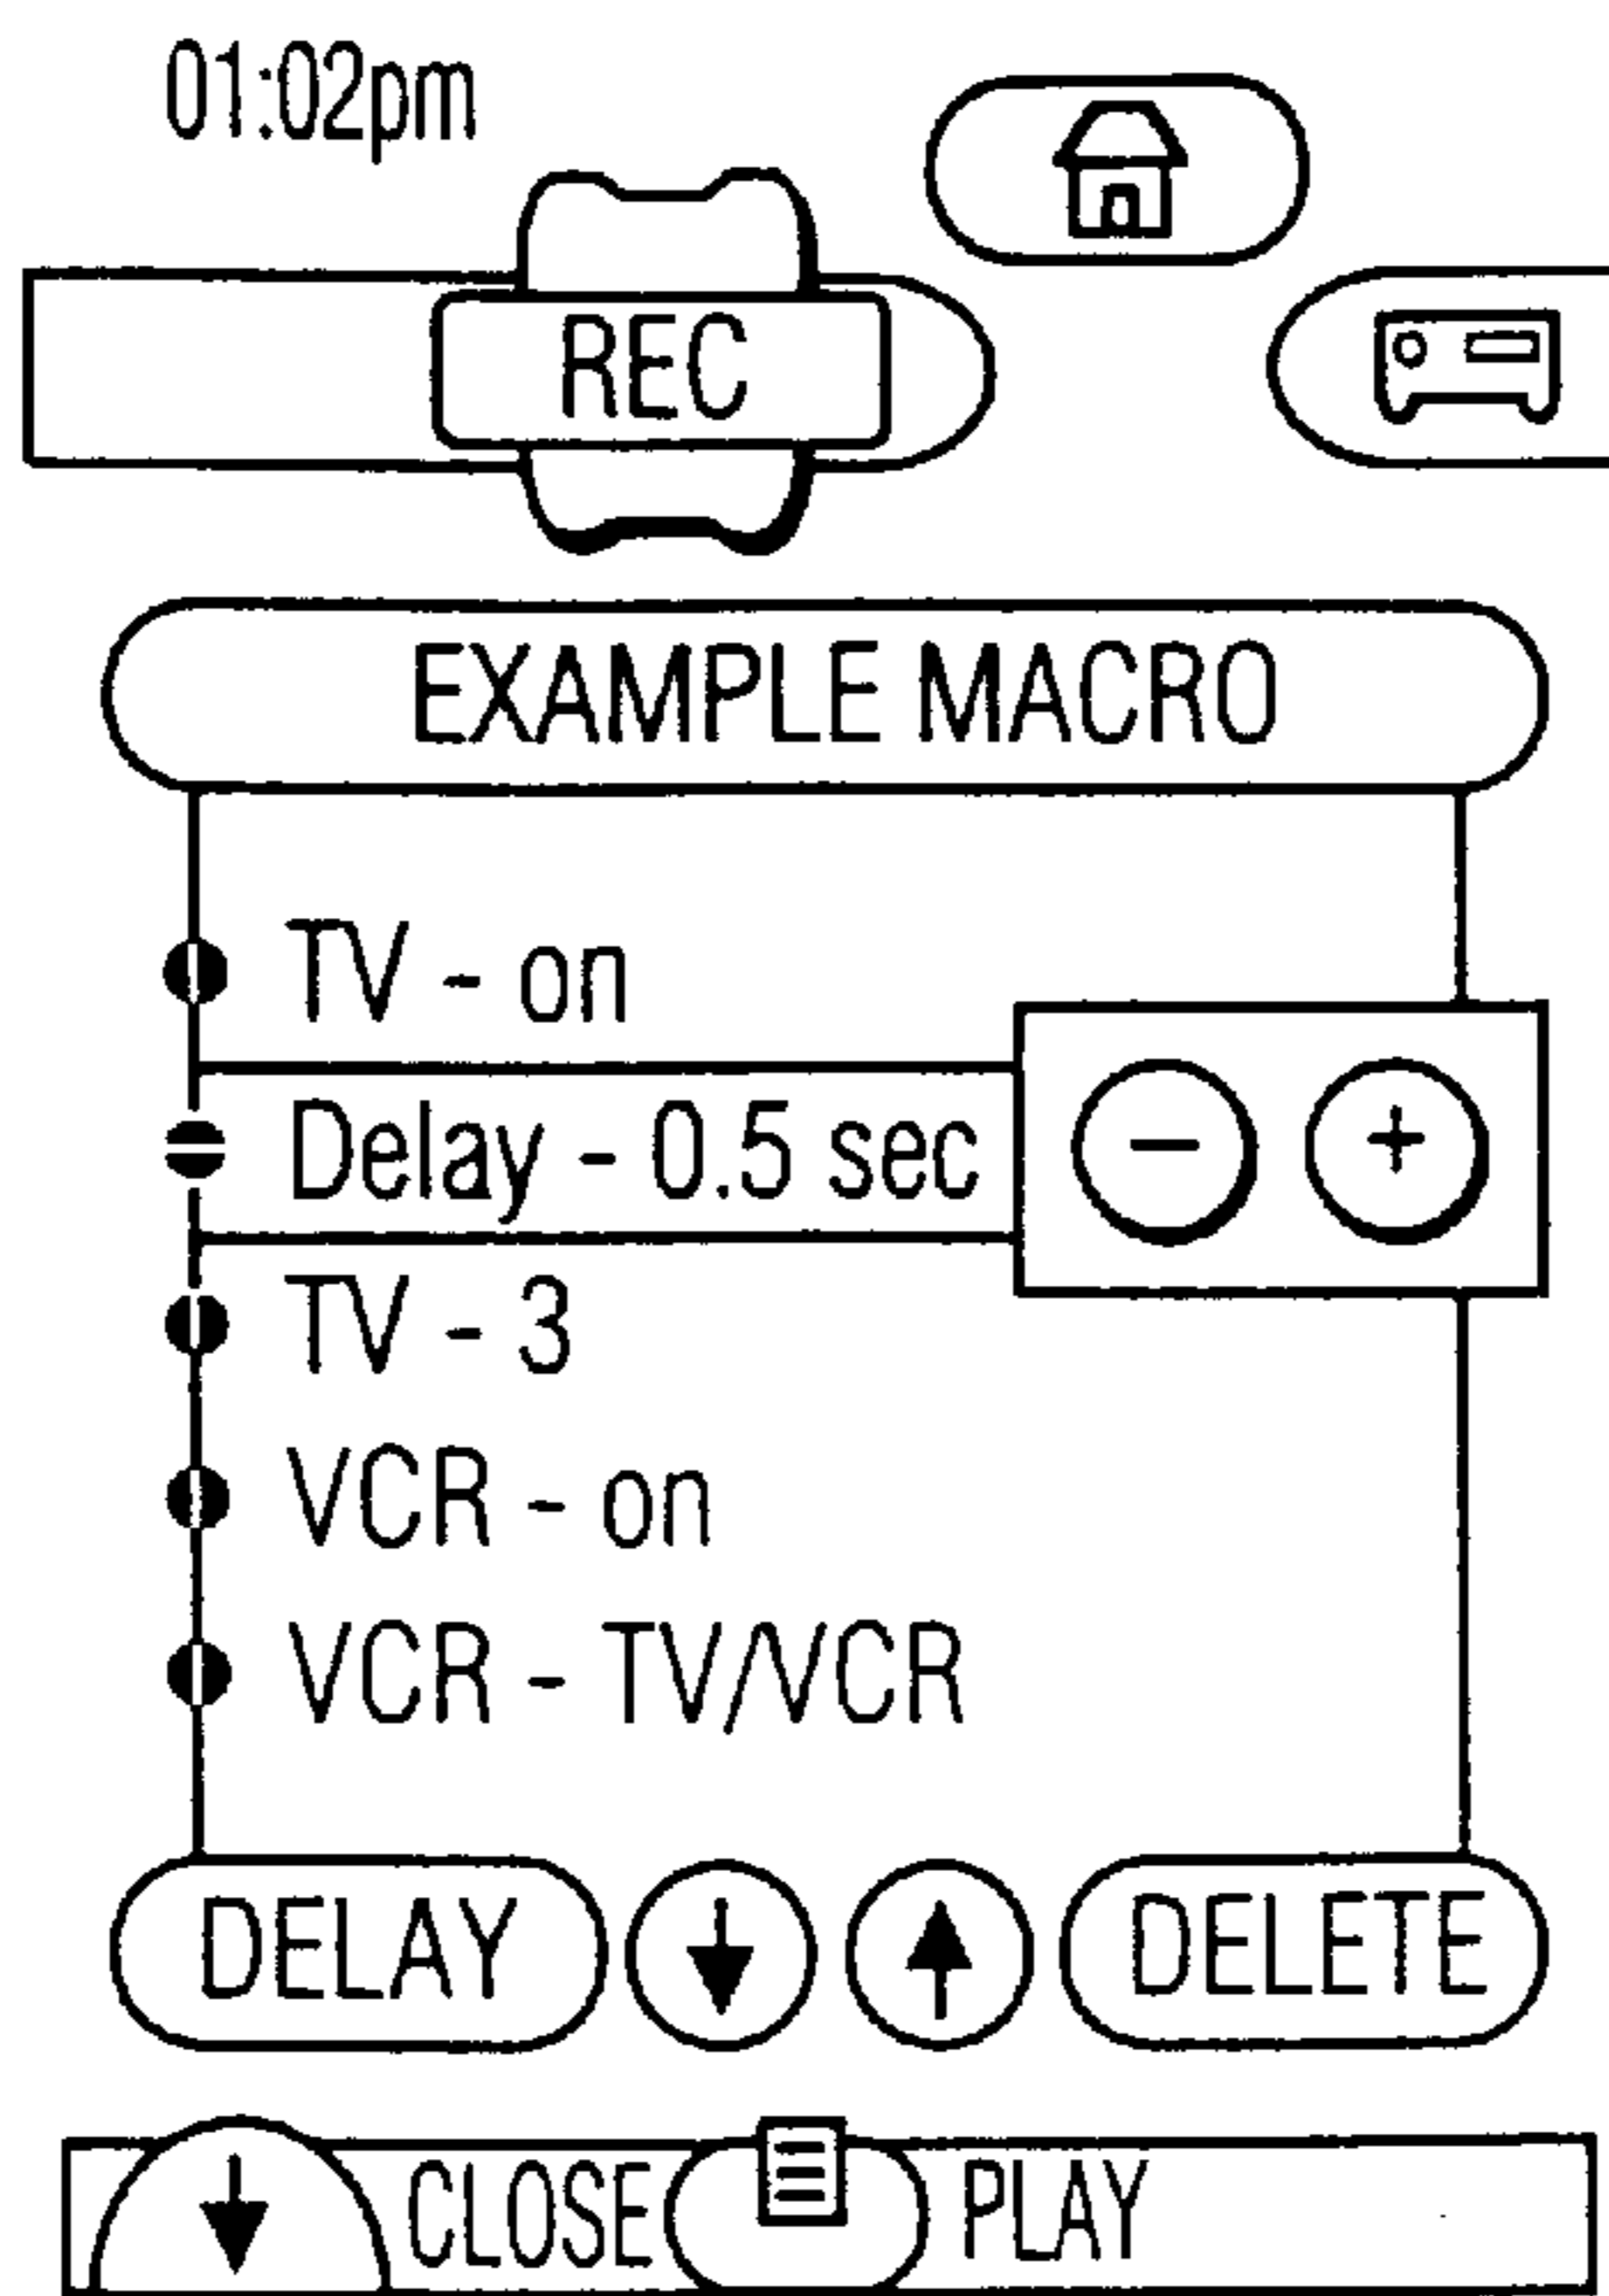 01:02pm
REC
EXAMPLE MACRO
TV - on
Delay - 0.5 sec
− +
TV - 3
VCR - on
VCR - TV/VCR
DELAY DELETE
CLOSE PLAY